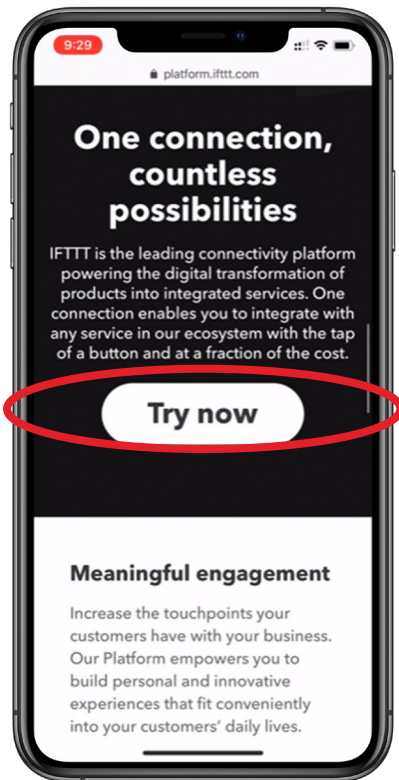 9:29
platform.ifttt.com
One connection,
countless
possibilities
IFTTT is the leading connectivity platform
powering the digital transformation of
products into integrated services. One
connection enables you to integrate with
any service in our ecosystem with the tap
of a button and at a fraction of the cost.
Try now
Meaningful engagement
Increase the touchpoints your
customers have with your business.
Our Platform empowers you to
build personal and innovative
experiences that fit conveniently
into your customers' daily lives.